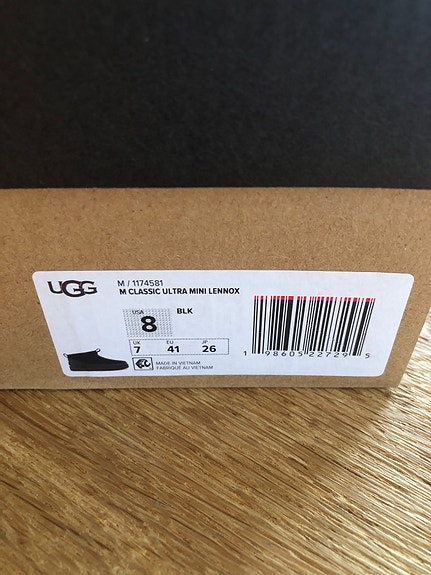 UGG
M / 1174581
M CLASSIC ULTRA MINI LENNOX
USA
8
BLK
UK EU JP
7 41 26
MADE IN VIETNAM
FABRIQUÉ AU VIETNAM
1 98605 22729 5